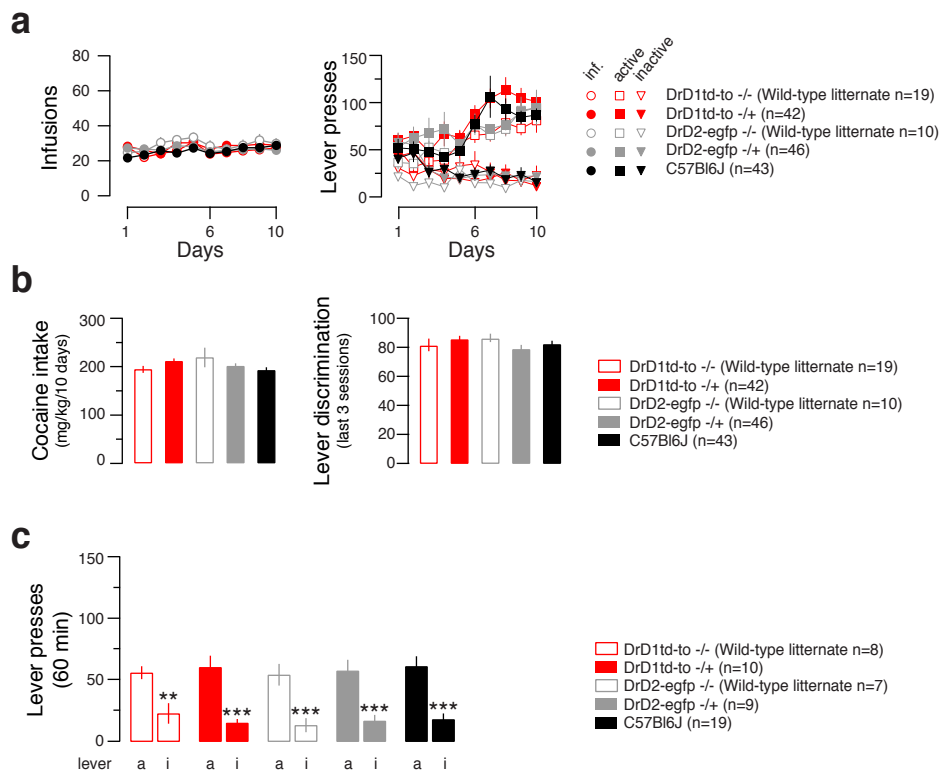 a
Infusions
80
60
40
20
0
1
6
10
Days
Lever presses
150
100
50
0
1
6
10
Days
inf.
active
inactive
DrD1td-to -/- (Wild-type litternate n=19)
DrD1td-to -/+ (n=42)
DrD2-egfp -/- (Wild-type litternate n=10)
DrD2-egfp -/+ (n=46)
C57Bl6J (n=43)
b
Cocaine intake
(mg/kg/10 days)
300
200
100
0
Lever discrimination
(last 3 sessions)
100
80
60
40
20
0
DrD1td-to -/- (Wild-type litternate n=19)
DrD1td-to -/+ (n=42)
DrD2-egfp -/- (Wild-type litternate n=10)
DrD2-egfp -/+ (n=46)
C57Bl6J (n=43)
c
Lever presses
(60 min)
150
100
50
0
** *** *** *** ***
lever a i a i a i a i a i
DrD1td-to -/- (Wild-type litternate n=8)
DrD1td-to -/+ (n=10)
DrD2-egfp -/- (Wild-type litternate n=7)
DrD2-egfp -/+ (n=9)
C57Bl6J (n=19)